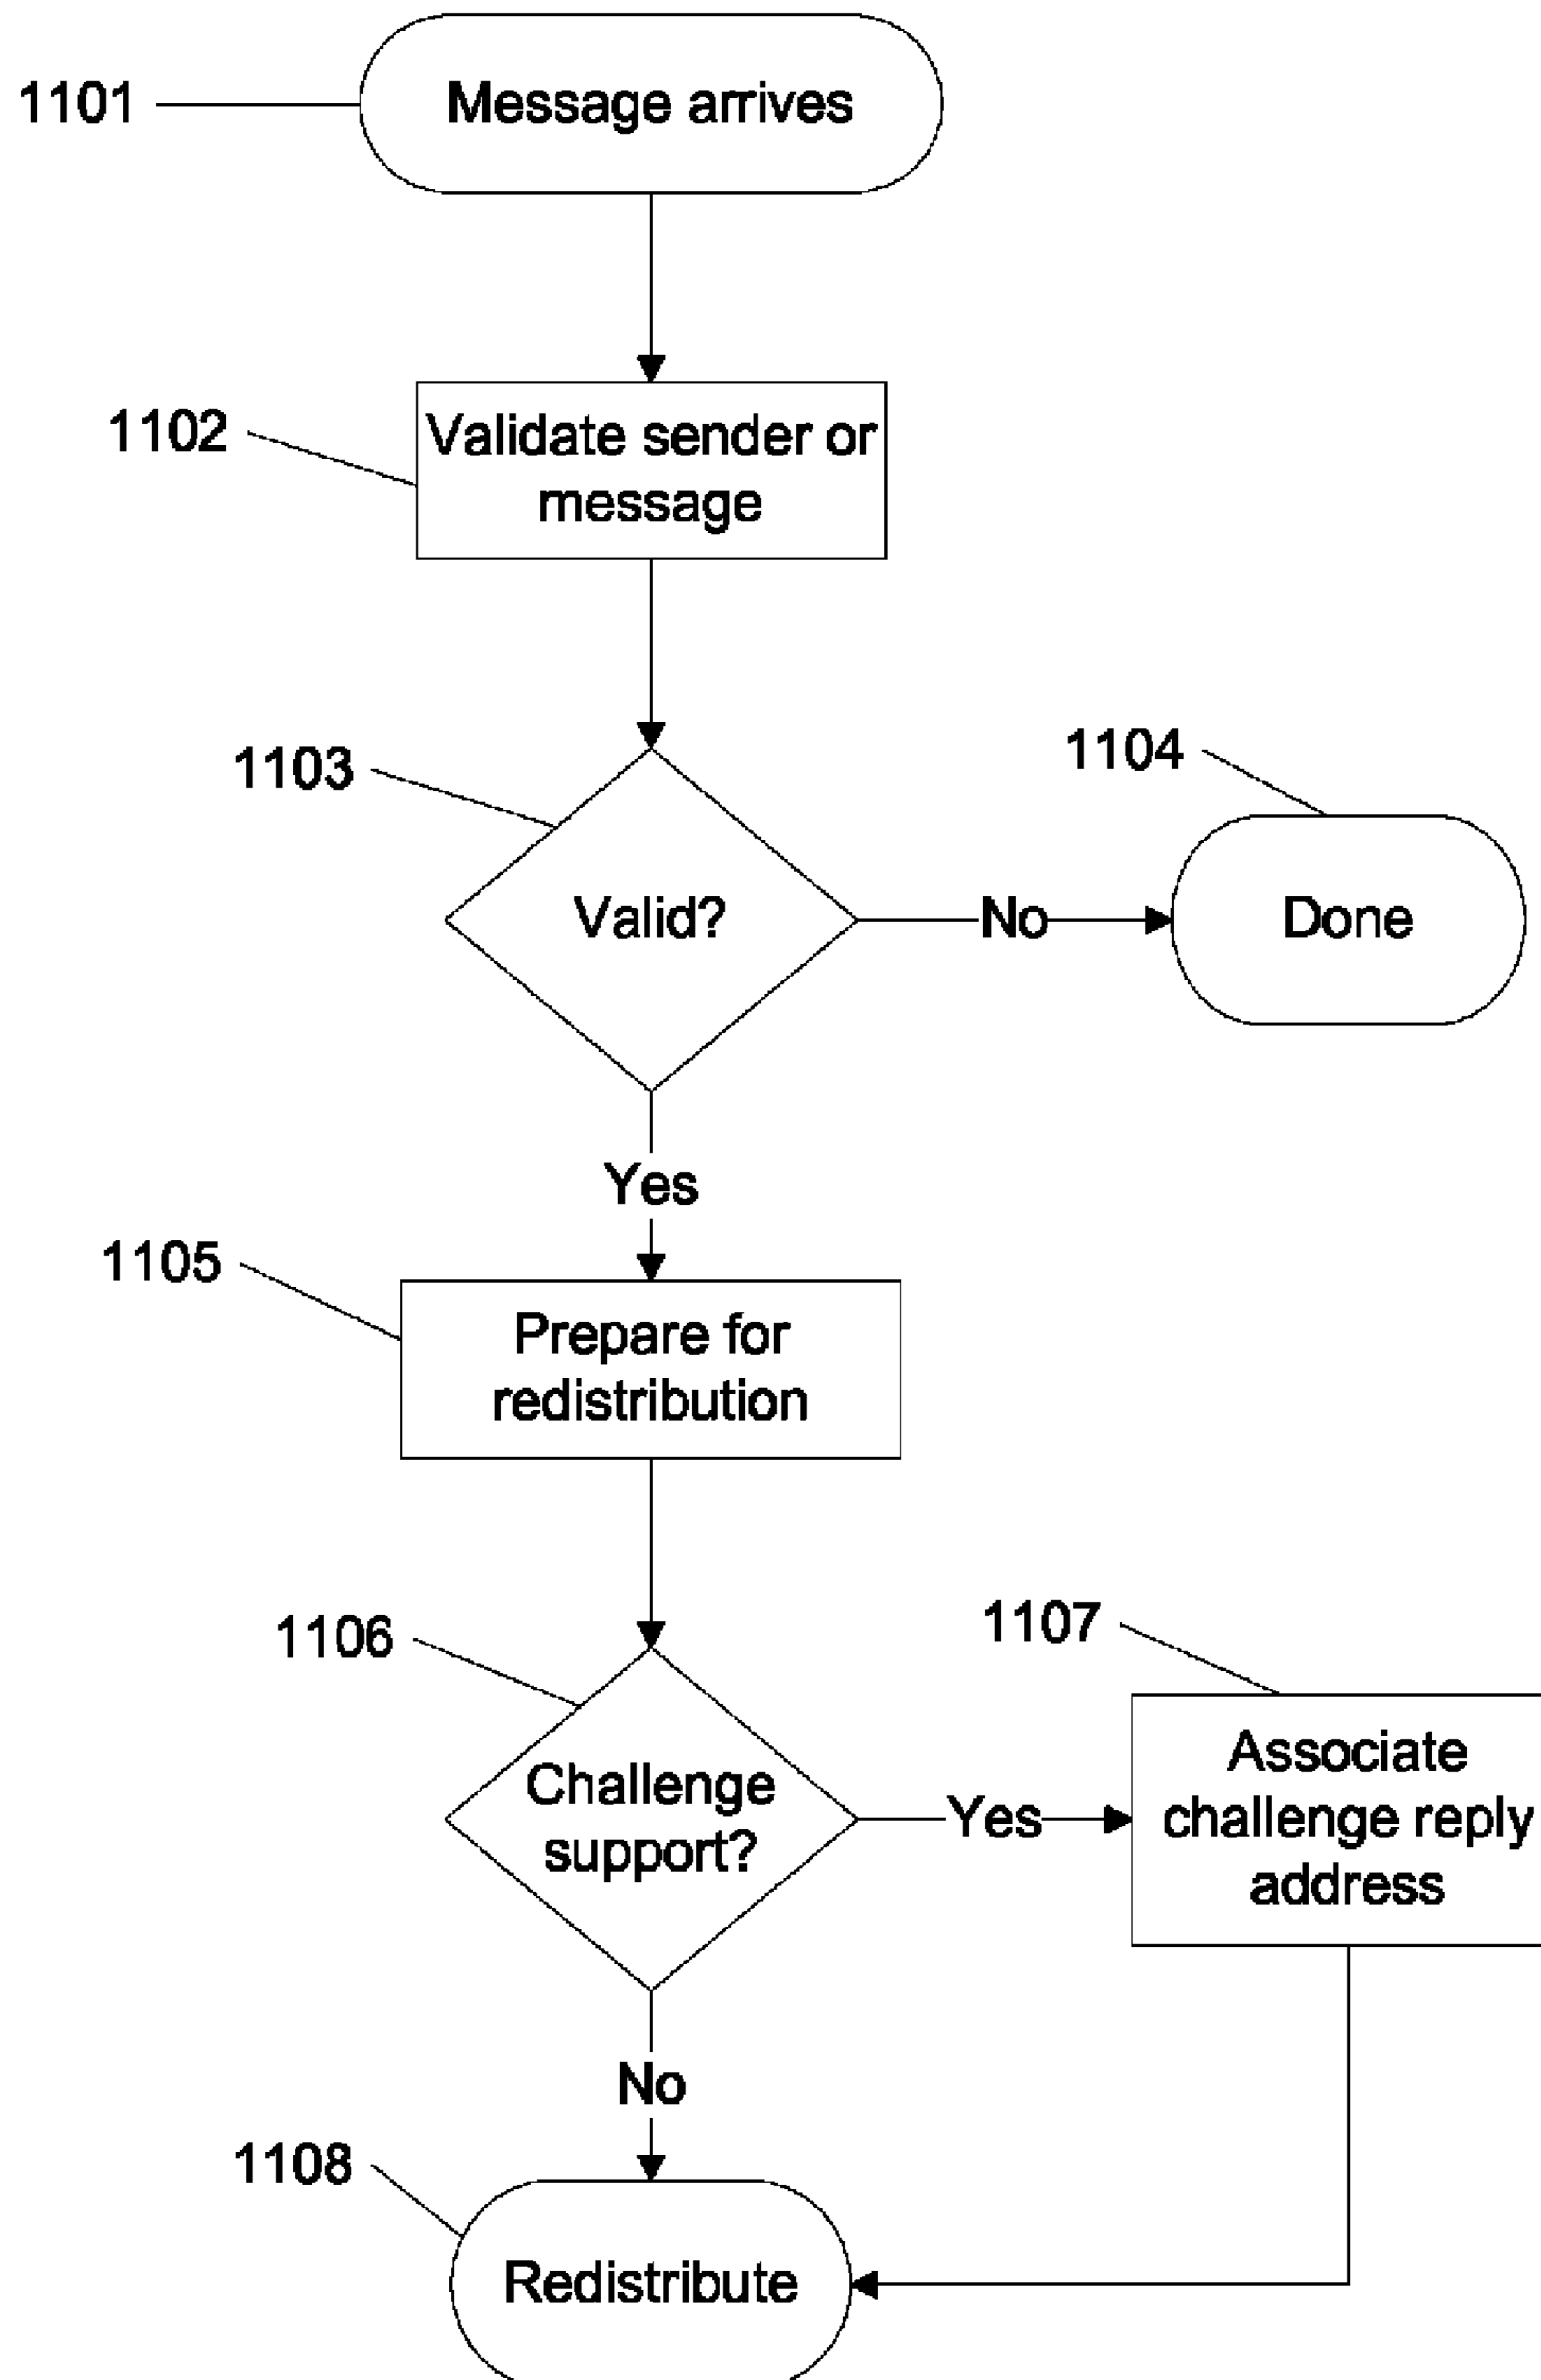 1101
Message arrives
1102
Validate sender or
message
1103
1104
Valid?
No
Done
Yes
1105
Prepare for
redistribution
1106
1107
Challenge
support?
Yes
Associate
challenge reply
address
No
1108
Redistribute